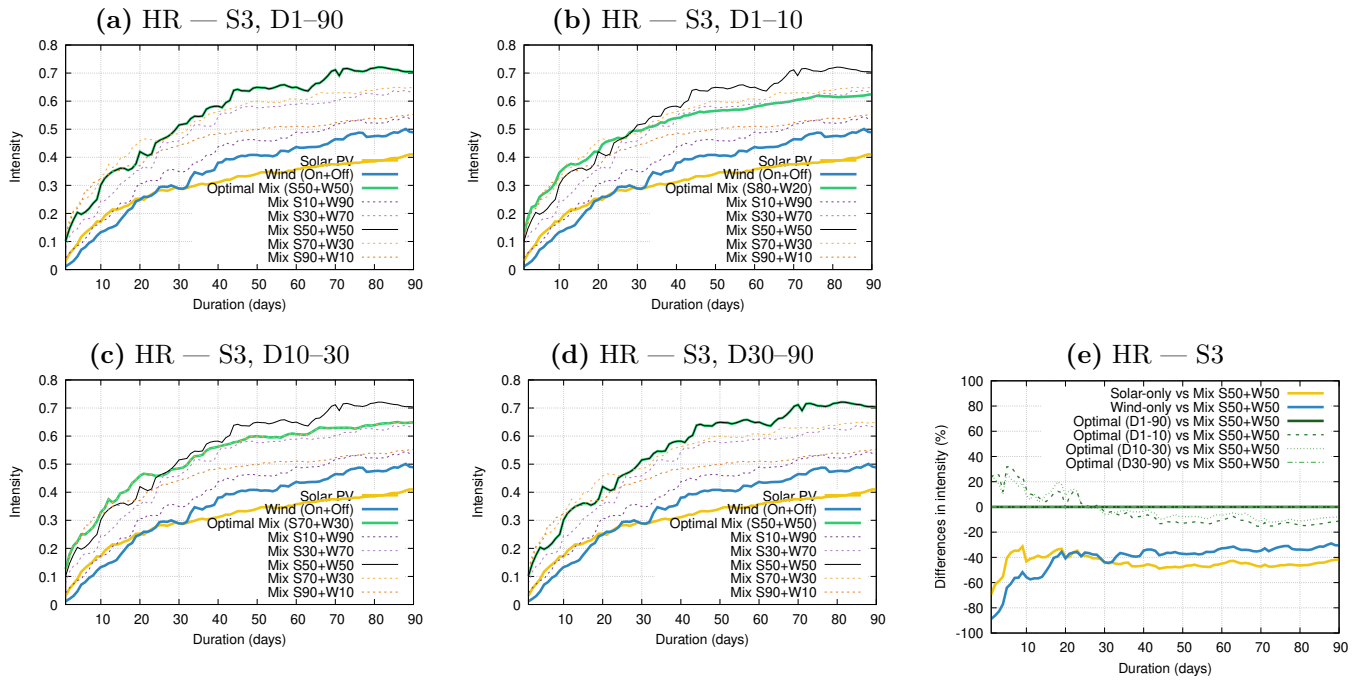 (a) HR — S3, D1–90
Intensity
0.8
0.7
0.6
0.5
0.4
0.3
0.2
0.1
0
Solar PV
Wind (On+Off)
Optimal Mix (S50+W50)
Mix S10+W90
Mix S30+W70
Mix S50+W50
Mix S70+W30
Mix S90+W10
10 20 30 40 50 60 70 80 90
Duration (days)
(b) HR — S3, D1–10
Intensity
0.8
0.7
0.6
0.5
0.4
0.3
0.2
0.1
0
Solar PV
Wind (On+Off)
Optimal Mix (S80+W20)
Mix S10+W90
Mix S30+W70
Mix S50+W50
Mix S70+W30
Mix S90+W10
10 20 30 40 50 60 70 80 90
Duration (days)
(c) HR — S3, D10–30
Intensity
0.8
0.7
0.6
0.5
0.4
0.3
0.2
0.1
0
Solar PV
Wind (On+Off)
Optimal Mix (S70+W30)
Mix S10+W90
Mix S30+W70
Mix S50+W50
Mix S70+W30
Mix S90+W10
10 20 30 40 50 60 70 80 90
Duration (days)
(d) HR — S3, D30–90
Intensity
0.8
0.7
0.6
0.5
0.4
0.3
0.2
0.1
0
Solar PV
Wind (On+Off)
Optimal Mix (S50+W50)
Mix S10+W90
Mix S30+W70
Mix S50+W50
Mix S70+W30
Mix S90+W10
10 20 30 40 50 60 70 80 90
Duration (days)
(e) HR — S3
Differences in intensity (%)
100
80
60
40
20
0
-20
-40
-60
-80
-100
Solar-only vs Mix S50+W50
Wind-only vs Mix S50+W50
Optimal (D1-90) vs Mix S50+W50
Optimal (D1-10) vs Mix S50+W50
Optimal (D10-30) vs Mix S50+W50
Optimal (D30-90) vs Mix S50+W50
10 20 30 40 50 60 70 80 90
Duration (days)